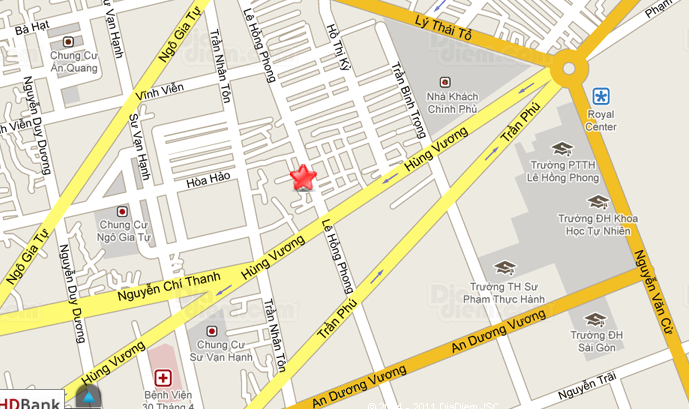 Bà Hạt
Sư Vạn Hạnh
Ngô Gia Tự
Lê Hồng Phong
Hồ Thị Kỷ
Lý Thái Tổ
Phạm
Chung Cư
Ấn Quang
Trần Nhân Tôn
Trần Bình Trọng
Vĩnh Viễn
Nguyễn Duy Dương
Nhà Khách
Chính Phủ
Royal
Center
Viễn
Sư Vạn Hạnh
Hùng Vương
Trần Phú
Trường PTTH
Lê Hồng Phong
Hòa Hảo
Chung Cư
Ngô Gia Tự
Trường ĐH Khoa
Học Tự Nhiên
Ngô Gia Tự
Nguyễn Duy Dương
Hùng Vương
Lê Hồng Phong
Nguyễn Chí Thanh
Trường TH Sư
Phạm Thực Hành
Nguyễn Văn Cừ
Trần Nhân Tôn
Trần Phú
Chung Cư
Sư Vạn Hạnh
An Dương Vương
Trường ĐH
Sài Gòn
Hùng Vương
An Dương Vương
Bệnh Viện
30 Tháng 4
Nguyễn Trãi
HDBank
2011 DiaDiem JSC